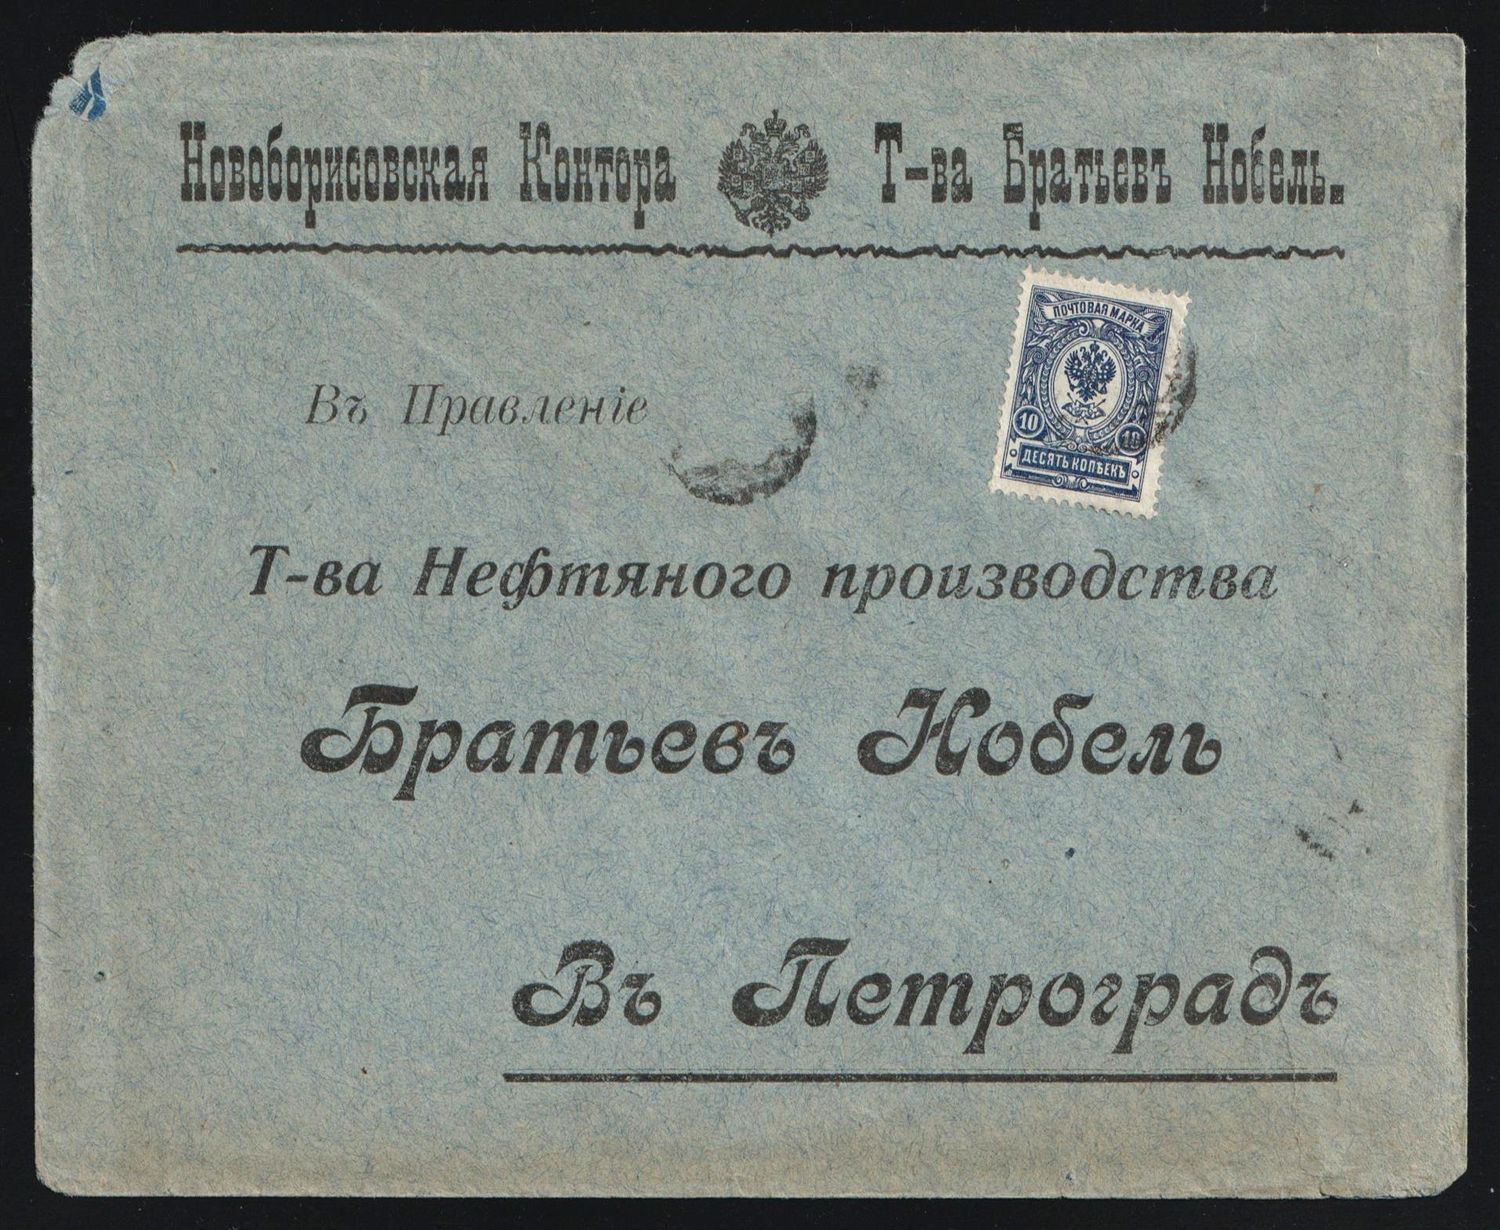 Новоборисовская Контора Т-ва Братьевъ Нобель.
ПОЧТОВАЯ МАРКА
10 10
ДЕСЯТЬ КОПѢЕКЪ
Въ Правленіе
Т-ва Нефтяного производства
Братьевъ Нобель
Въ Петроградъ